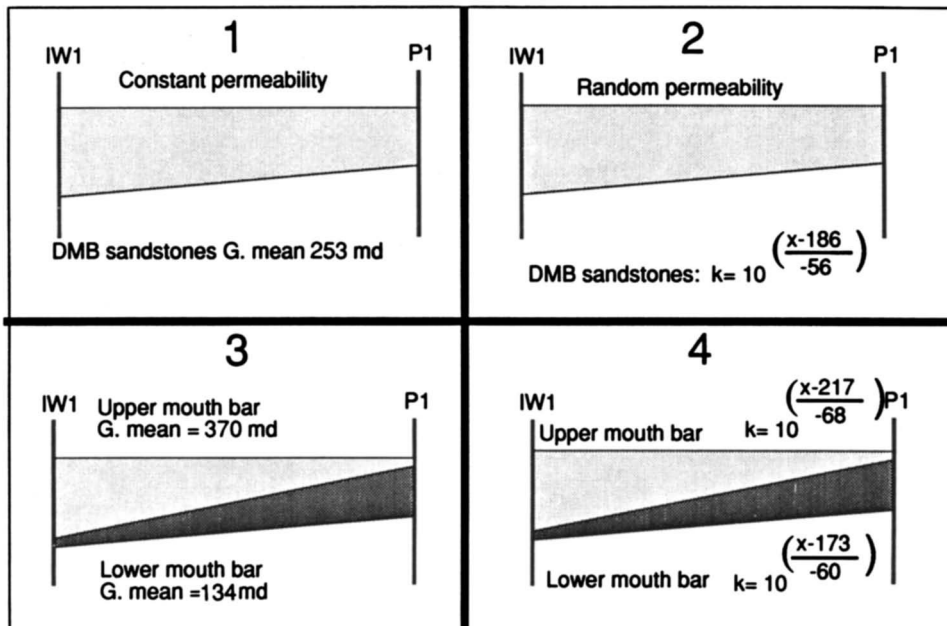 1
IW1 P1
Constant permeability
DMB sandstones G. mean 253 md
2
IW1 P1
Random permeability
DMB sandstones: k= 10 (x-186 / -56)
3
IW1 P1
Upper mouth bar
G. mean = 370 md
Lower mouth bar
G. mean =134md
4
IW1 P1
Upper mouth bar k= 10 (x-217 / -68)
Lower mouth bar k= 10 (x-173 / -60)